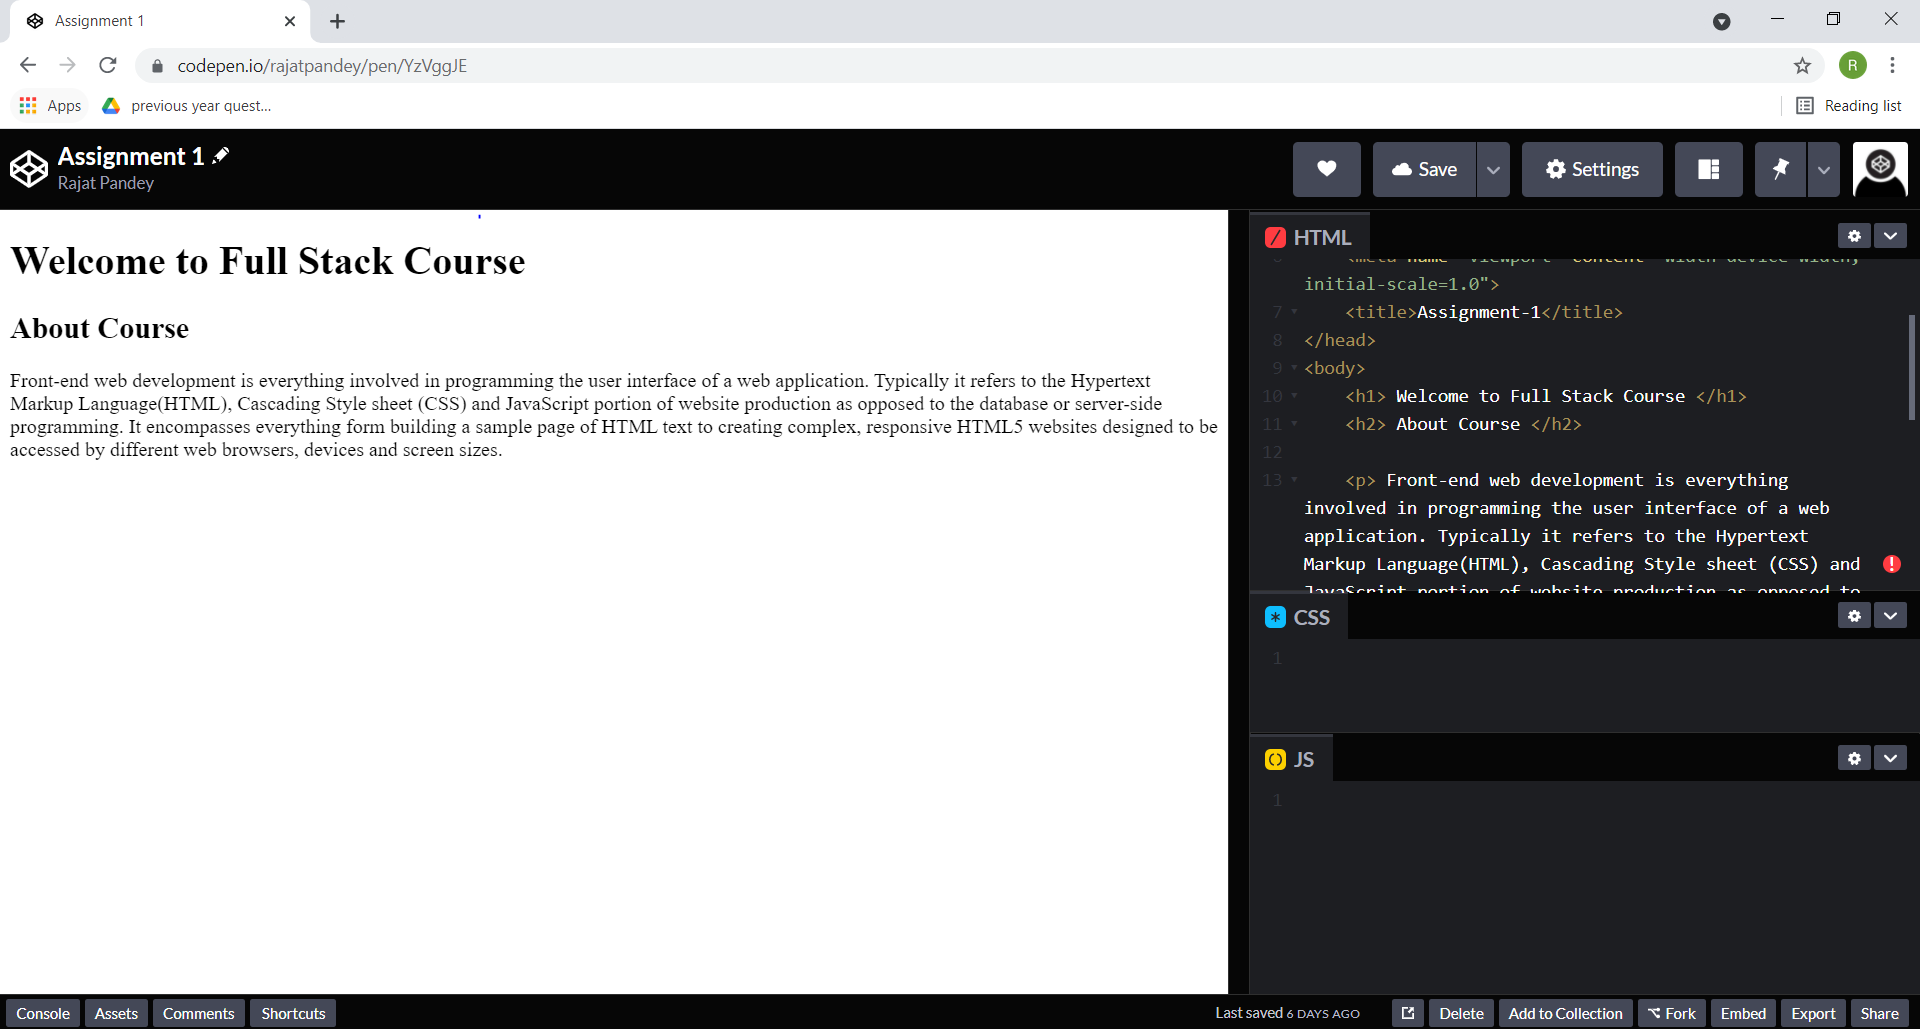 Assignment 1
codepen.io/rajatpandey/pen/YzVggJE
R
Apps
previous year quest...
Reading list
Assignment 1
Rajat Pandey
Save
Settings
Welcome to Full Stack Course
About Course
Front-end web development is everything involved in programming the user interface of a web application. Typically it refers to the Hypertext
Markup Language(HTML), Cascading Style sheet (CSS) and JavaScript portion of website production as opposed to the database or server-side
programming. It encompasses everything form building a sample page of HTML text to creating complex, responsive HTML5 websites designed to be
accessed by different web browsers, devices and screen sizes.
HTML
initial-scale=1.0">
7 <title>Assignment-1</title>
8 </head>
9 <body>
10 <h1> Welcome to Full Stack Course </h1>
11 <h2> About Course </h2>
12
13 <p> Front-end web development is everything
involved in programming the user interface of a web
application. Typically it refers to the Hypertext
Markup Language(HTML), Cascading Style sheet (CSS) and
JavaScript portion of website production as opposed to
CSS
1
JS
1
Console
Assets
Comments
Shortcuts
Last saved 6 DAYS AGO
Delete
Add to Collection
Fork
Embed
Export
Share